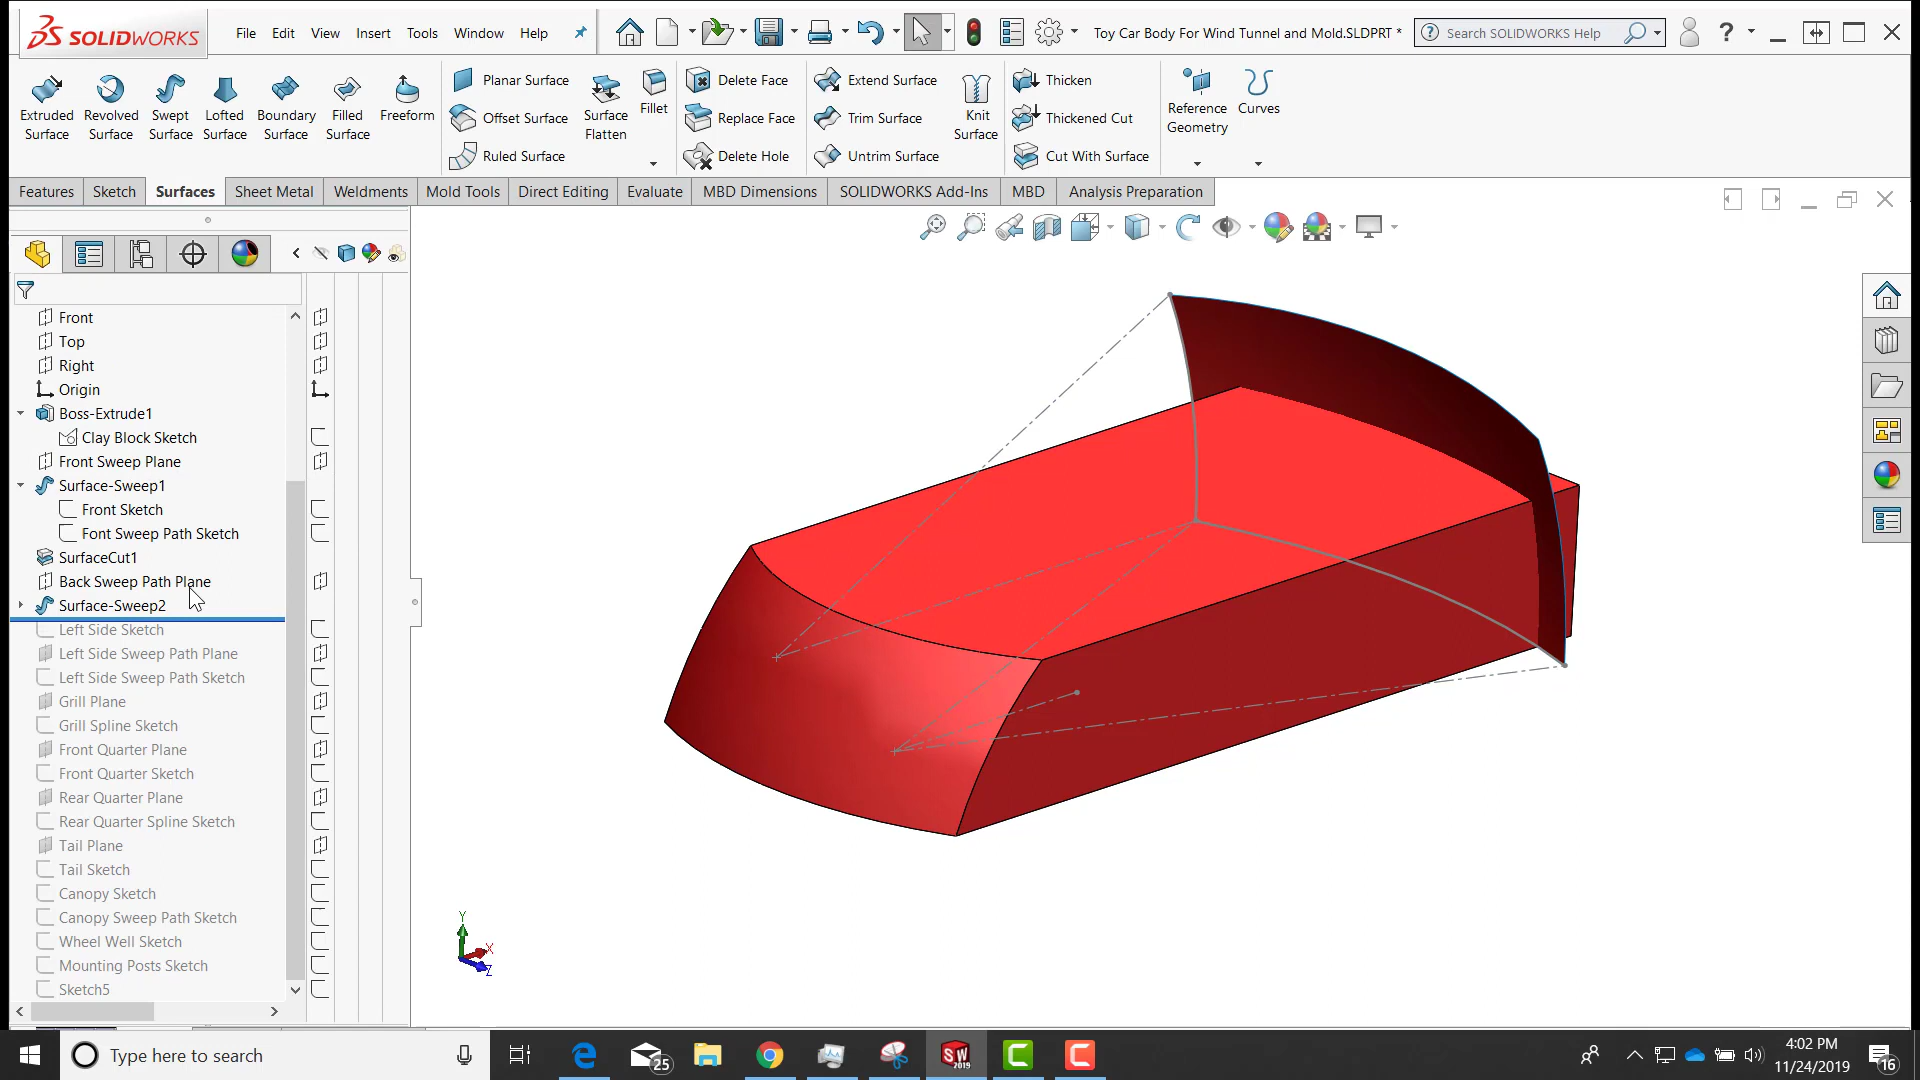 SOLIDWORKS File Edit View Insert Tools Window Help Toy Car Body For Wind Tunnel and Mold.SLDPRT * Search SOLIDWORKS Help ?
Extruded Surface
Revolved Surface
Swept Surface
Lofted Surface
Boundary Surface
Filled Surface
Freeform
Planar Surface
Offset Surface
Ruled Surface
Surface Flatten
Fillet
Delete Face
Replace Face
Delete Hole
Extend Surface
Trim Surface
Untrim Surface
Knit Surface
Thicken
Thickened Cut
Cut With Surface
Reference Geometry
Curves
Features Sketch Surfaces Sheet Metal Weldments Mold Tools Direct Editing Evaluate MBD Dimensions SOLIDWORKS Add-Ins MBD Analysis Preparation
Front
Top
Right
Origin
Boss-Extrude1
Clay Block Sketch
Front Sweep Plane
Surface-Sweep1
Front Sketch
Font Sweep Path Sketch
SurfaceCut1
Back Sweep Path Plane
Surface-Sweep2
Left Side Sketch
Left Side Sweep Path Plane
Left Side Sweep Path Sketch
Grill Plane
Grill Spline Sketch
Front Quarter Plane
Front Quarter Sketch
Rear Quarter Plane
Rear Quarter Spline Sketch
Tail Plane
Tail Sketch
Canopy Sketch
Canopy Sweep Path Sketch
Wheel Well Sketch
Mounting Posts Sketch
Sketch5
Y
X
Z
Type here to search
25
SW
2019
4:02 PM
11/24/2019
16